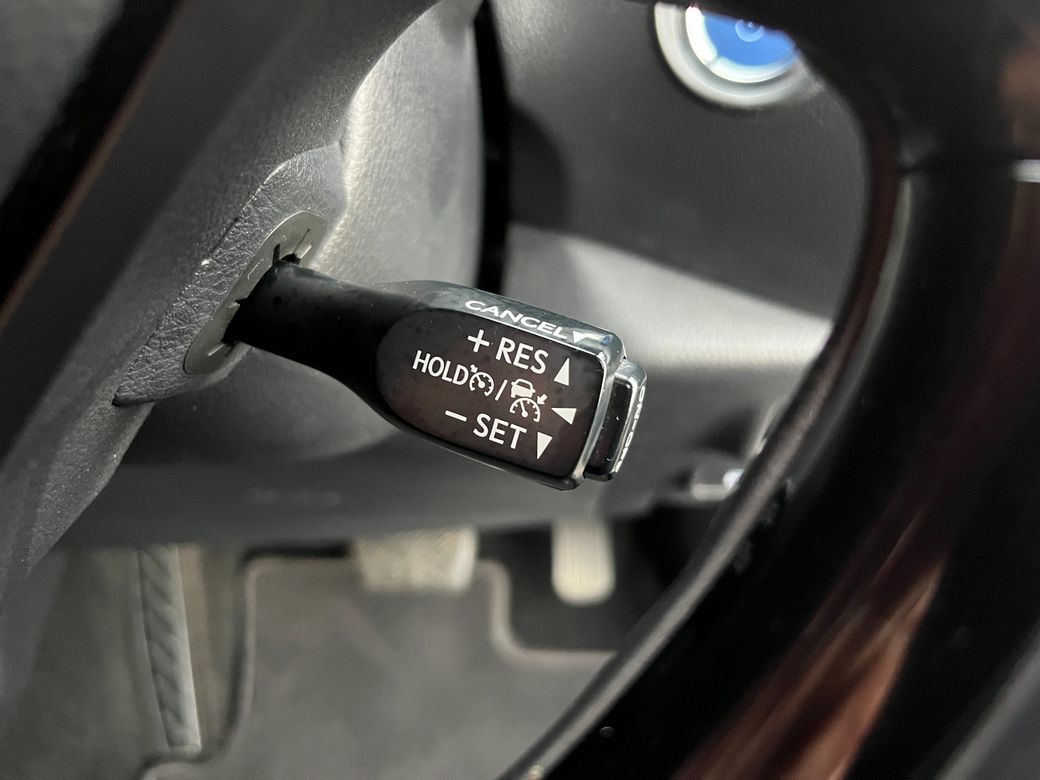 CANCEL▼
+ RES ▲
HOLD / ◀
− SET ▼